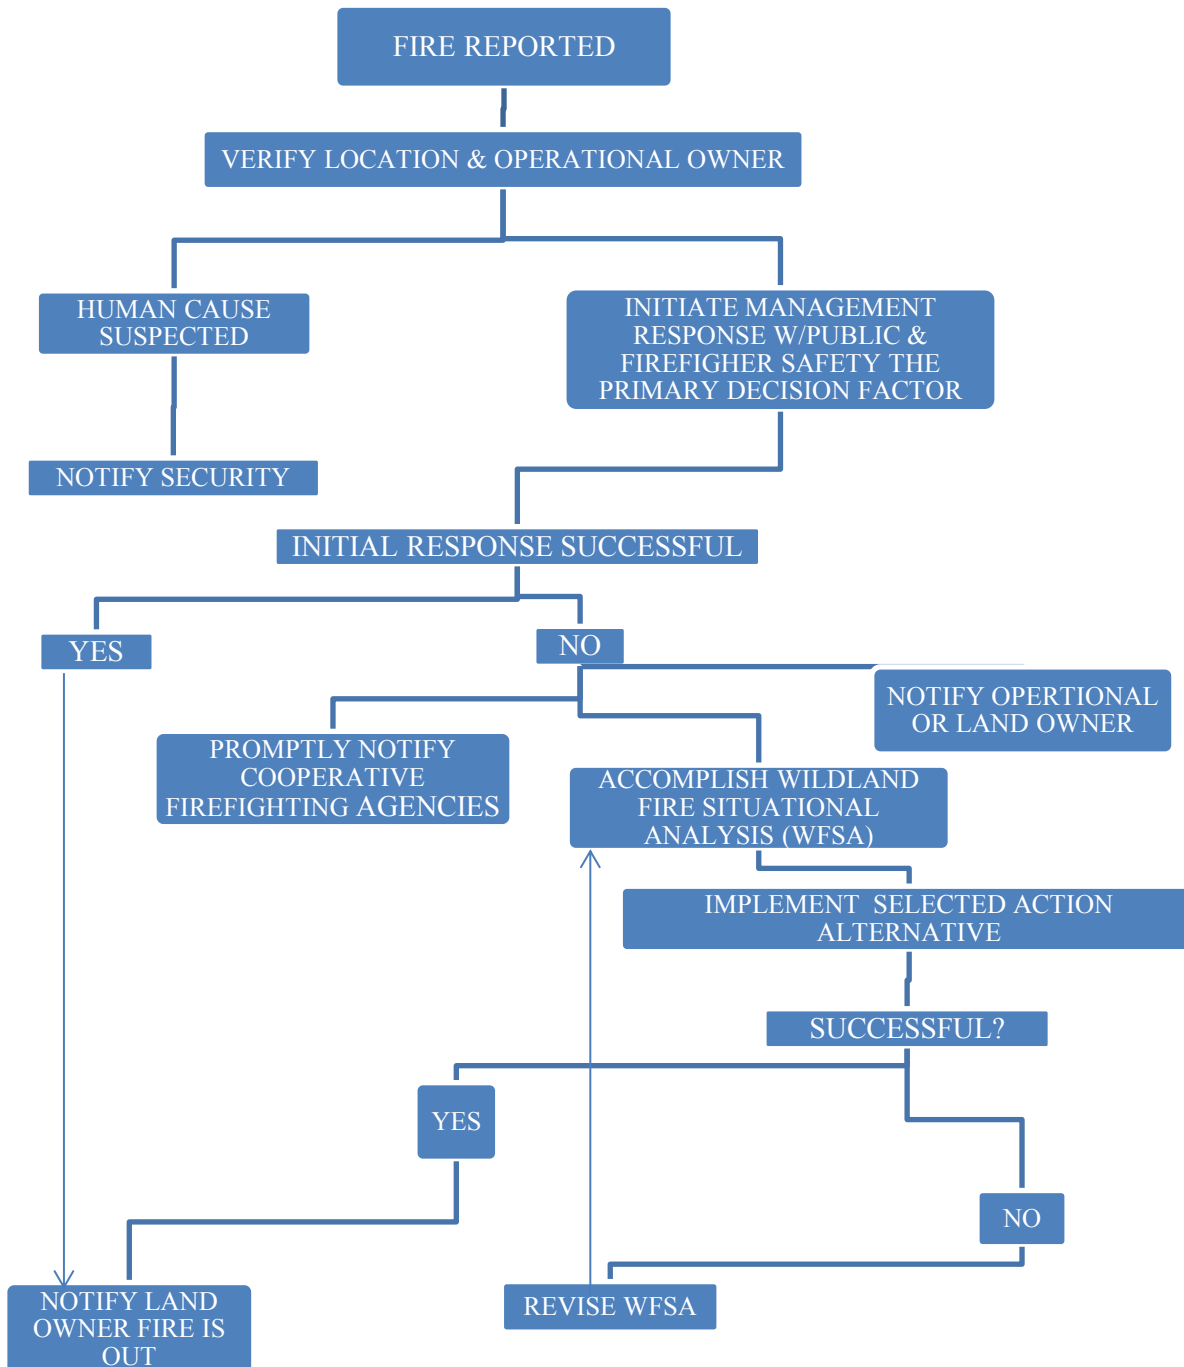 FIRE REPORTED
VERIFY LOCATION & OPERATIONAL OWNER
HUMAN CAUSE
SUSPECTED
INITIATE MANAGEMENT
RESPONSE W/PUBLIC &
FIREFIGHER SAFETY THE
PRIMARY DECISION FACTOR
NOTIFY SECURITY
INITIAL RESPONSE SUCCESSFUL
YES
NO
NOTIFY OPERTIONAL
OR LAND OWNER
PROMPTLY NOTIFY
COOPERATIVE
FIREFIGHTING AGENCIES
ACCOMPLISH WILDLAND
FIRE SITUATIONAL
ANALYSIS (WFSA)
IMPLEMENT SELECTED ACTION
ALTERNATIVE
SUCCESSFUL?
YES
NO
NOTIFY LAND
OWNER FIRE IS
OUT
REVISE WFSA